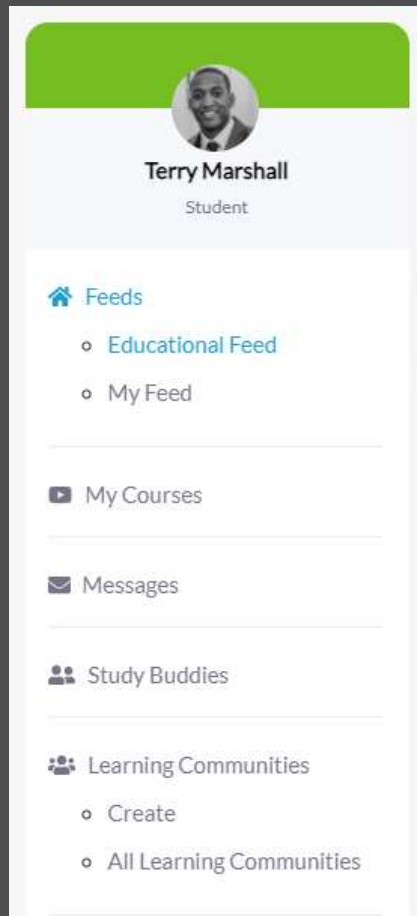 Terry Marshall
Student
Feeds
Educational Feed
My Feed
My Courses
Messages
Study Buddies
Learning Communities
Create
All Learning Communities